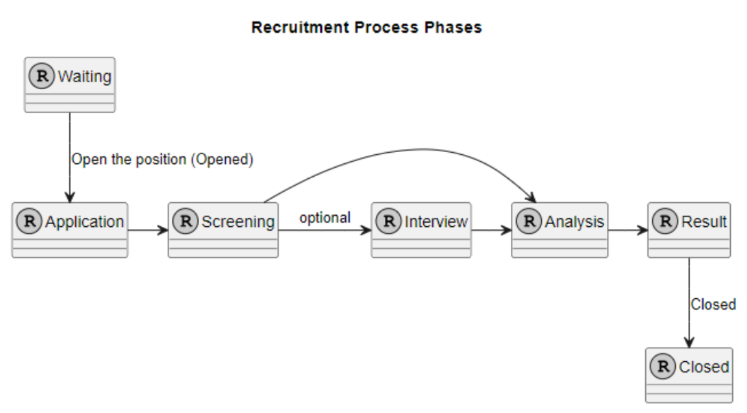 Recruitment Process Phases
R Waiting
Open the position (Opened)
R Application
R Screening
optional
R Interview
R Analysis
R Result
Closed
R Closed